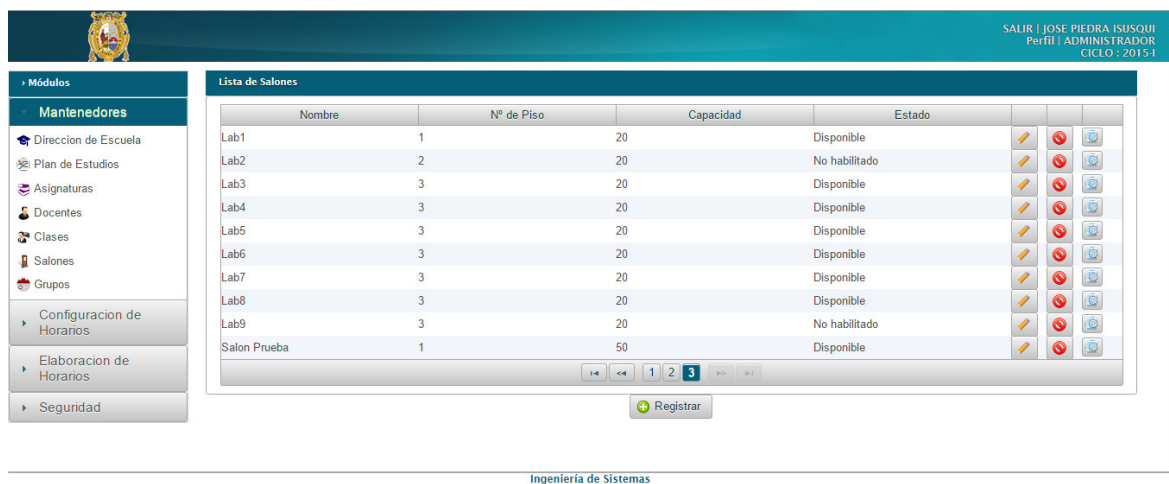 SALIR | JOSE PIEDRA ISUSQUI
Perfil | ADMINISTRADOR
CICLO : 2015-I
› Módulos
Mantenedores
Direccion de Escuela
Plan de Estudios
Asignaturas
Docentes
Clases
Salones
Grupos
Configuracion de
Horarios
Elaboracion de
Horarios
Seguridad
Lista de Salones
Nombre Nº de Piso Capacidad Estado
Lab1 1 20 Disponible
Lab2 2 20 No habilitado
Lab3 3 20 Disponible
Lab4 3 20 Disponible
Lab5 3 20 Disponible
Lab6 3 20 Disponible
Lab7 3 20 Disponible
Lab8 3 20 Disponible
Lab9 3 20 No habilitado
Salon Prueba 1 50 Disponible
1 2 3
Registrar
Ingeniería de Sistemas